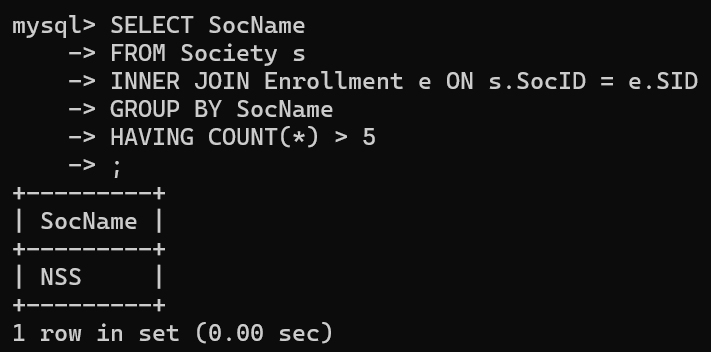 mysql> SELECT SocName
    -> FROM Society s
    -> INNER JOIN Enrollment e ON s.SocID = e.SID
    -> GROUP BY SocName
    -> HAVING COUNT(*) > 5
    -> ;
+---------+
| SocName |
+---------+
| NSS     |
+---------+
1 row in set (0.00 sec)